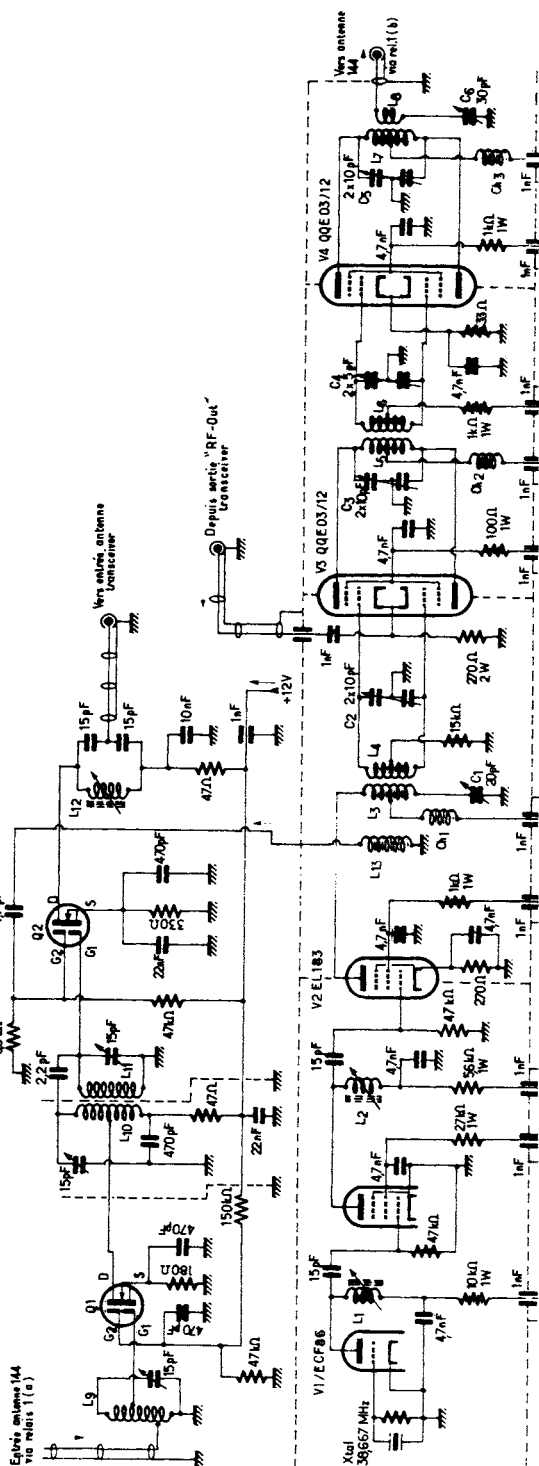 Entrée antenne 144
via relais 1 (a)
L9
15pF
Q1
G2
G1
D
S
470
180Ω
470pF
47kΩ
150kΩ
15pF
L10
470pF
47Ω
22nF
2,2pF
L11
15pF
47kΩ
Q2
G2
G1
D
S
22nF
330Ω
470pF
L12
15pF
15pF
47Ω
10nF
1nF
+12V
Vers entrée antenne
transceiver
Depuis sortie "RF-Out"
transceiver
Xtal
38,667 MHz
V1/ECF86
L1
15pF
4,7nF
10kΩ
1W
1nF
47kΩ
4,7nF
27kΩ
1W
1nF
L2
15pF
4,7nF
56kΩ
1W
1nF
47kΩ
V2 EL183
270Ω
4,7nF
4,7nF
1kΩ
1W
1nF
L13
L3
L4
Ch1
C1
20pF
1nF
15kΩ
C2 2x10pF
1nF
270Ω
2W
V3 QQE03/12
4,7nF
100Ω
1W
1nF
C3
2x10pF
L5
L6
Ch2
1nF
C4
2x5pF
1kΩ
1W
1nF
4,7nF
33Ω
V4 QQE03/12
4,7nF
1kΩ
1W
1nF
C5
2x10pF
L7
L8
Ch3
1nF
C6
30pF
Vers antenne
144
via rel.1(b)